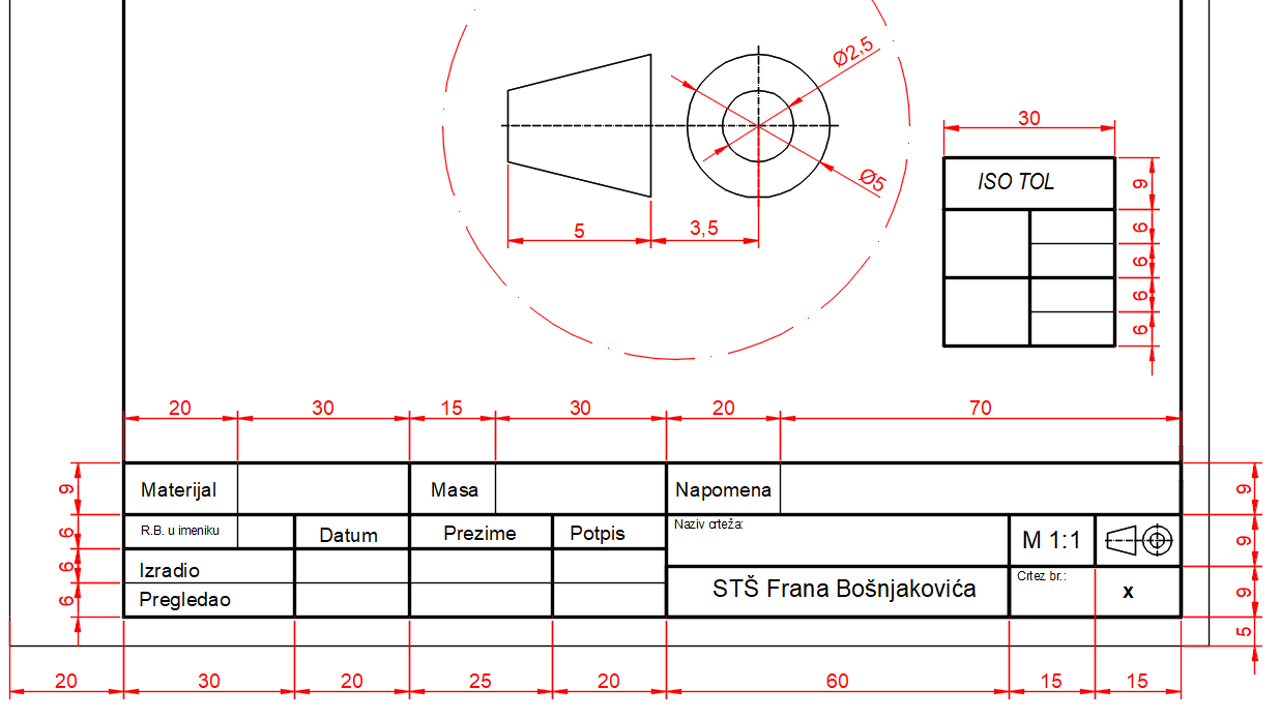 Ø2,5
Ø5
5
3,5
30
ISO TOL
9
6
6
6
6
20 30 15 30 20 70
9
6
6
6
Materijal
Masa
Napomena
R.B. u imeniku
Datum
Prezime
Potpis
Naziv crteža:
M 1:1
Izradio
Pregledao
STŠ Frana Bošnjakovića
Crtez br.:
x
9
9
9
5
20 30 20 25 20 60 15 15